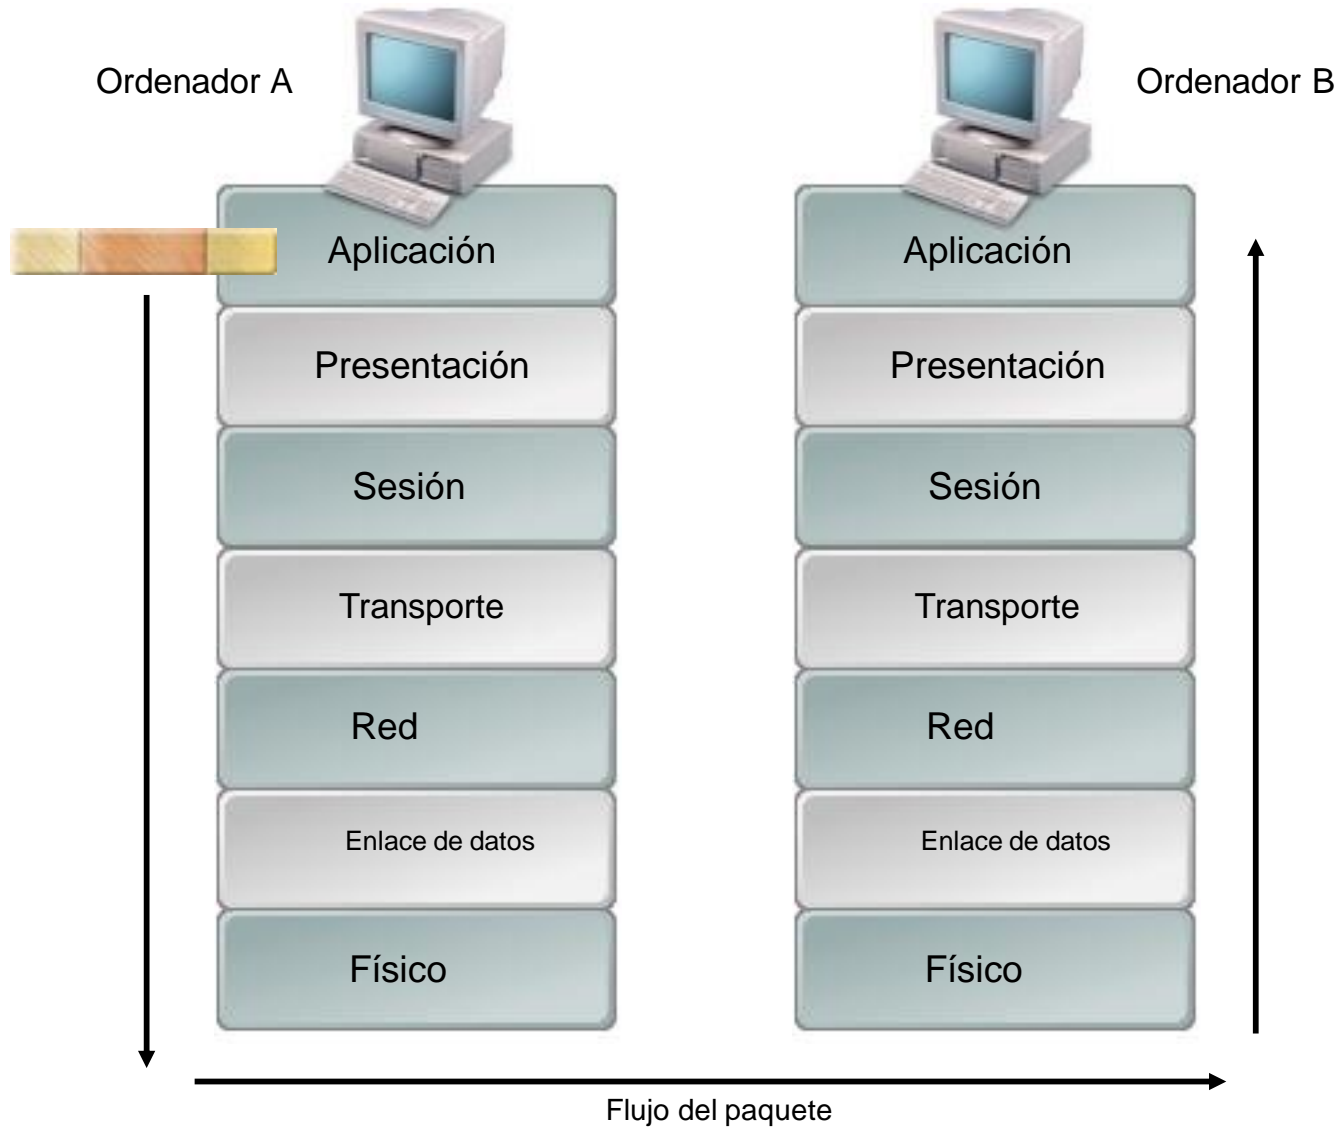 Ordenador A
Ordenador B
Aplicación
Presentación
Sesión
Transporte
Red
Enlace de datos
Físico
Aplicación
Presentación
Sesión
Transporte
Red
Enlace de datos
Físico
Flujo del paquete